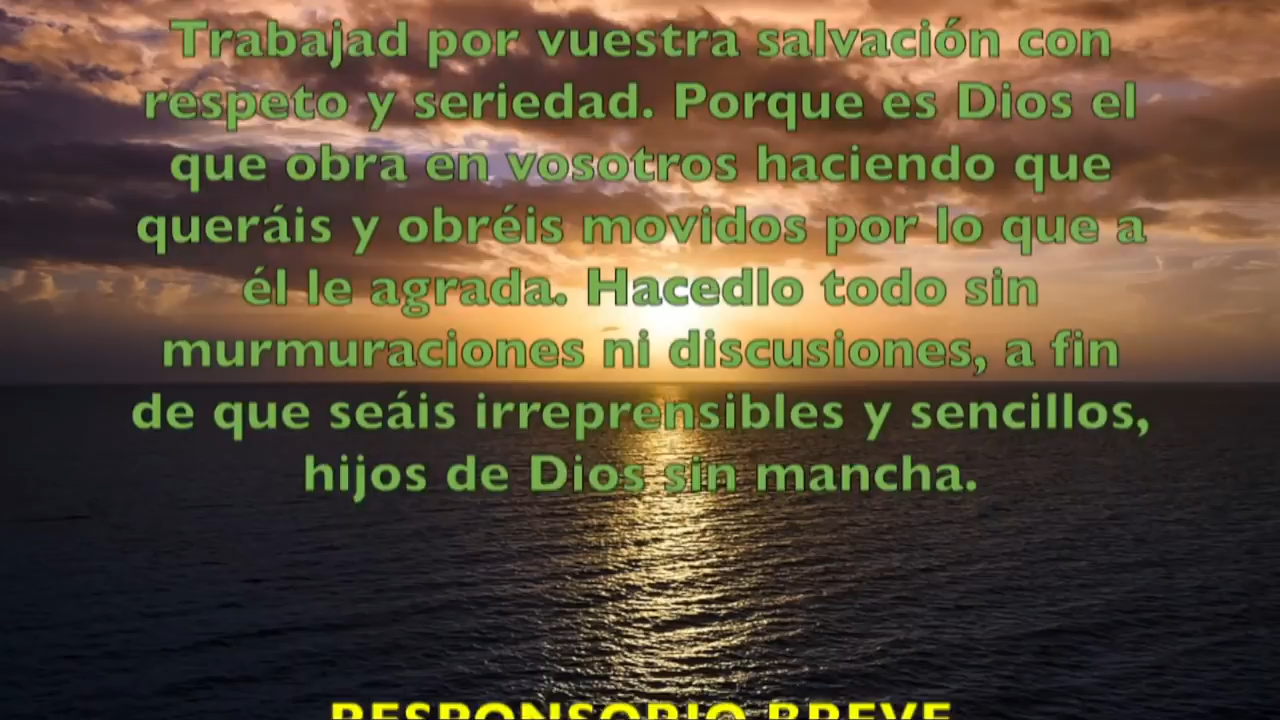 Trabajad por vuestra salvación con
respeto y seriedad. Porque es Dios el
que obra en vosotros haciendo que
queráis y obréis movidos por lo que a
él le agrada. Hacedlo todo sin
murmuraciones ni discusiones, a fin
de que seáis irreprensibles y sencillos,
hijos de Dios sin mancha.
RESPONSORIO BREVE